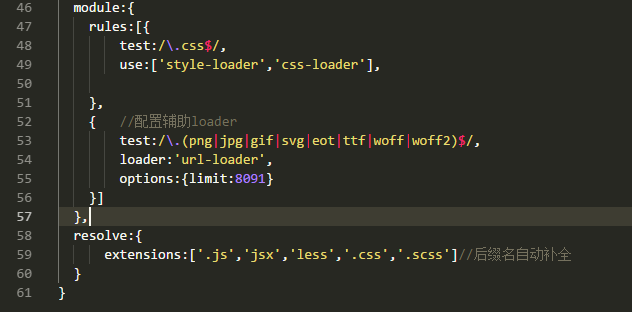 46 module:{
47 rules:[{
48 test:/\.css$/,
49 use:['style-loader','css-loader'],
50
51 },
52 { //配置辅助loader
53 test:/\.(png|jpg|gif|svg|eot|ttf|woff|woff2)$/,
54 loader:'url-loader',
55 options:{limit:8091}
56 }]
57 },
58 resolve:{
59 extensions:['.js','jsx','less','.css','.scss']//后缀名自动补全
60 }
61 }